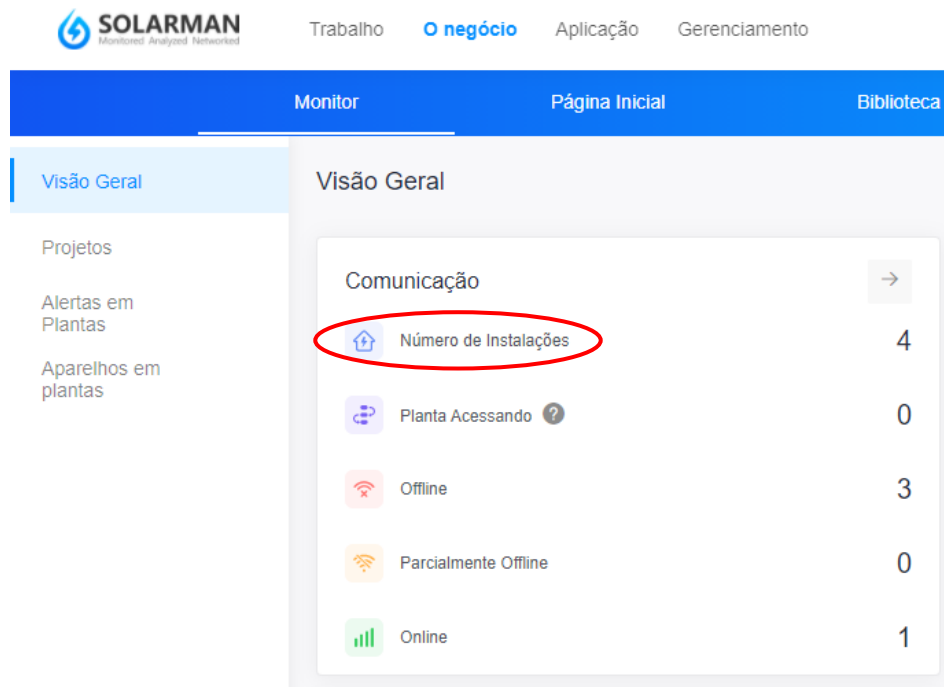 SOLARMAN
Monitored Analyzed Networked
Trabalho O negócio Aplicação Gerenciamento
Monitor Página Inicial Biblioteca
Visão Geral
Projetos
Alertas em
Plantas
Aparelhos em
plantas
Visão Geral
Comunicação →
Número de Instalações 4
Planta Acessando ? 0
Offline 3
Parcialmente Offline 0
Online 1